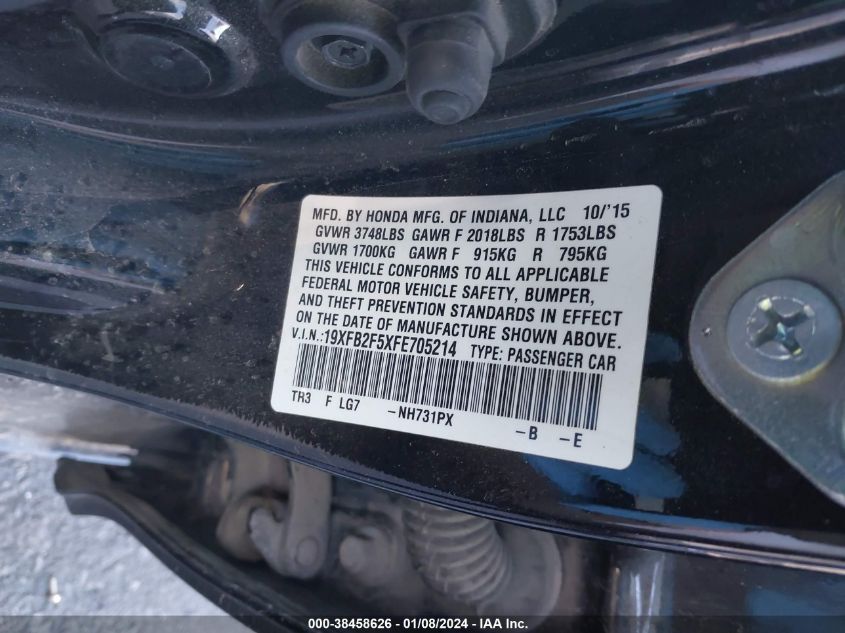 MFD. BY HONDA MFG. OF INDIANA, LLC 10/'15
GVWR 3748LBS GAWR F 2018LBS R 1753LBS
GVWR 1700KG GAWR F 915KG R 795KG
THIS VEHICLE CONFORMS TO ALL APPLICABLE
FEDERAL MOTOR VEHICLE SAFETY, BUMPER,
AND THEFT PREVENTION STANDARDS IN EFFECT
ON THE DATE OF MANUFACTURE SHOWN ABOVE.
V.I.N.:19XFB2F5XFE705214 TYPE: PASSENGER CAR
TR3 F LG7 -NH731PX -B -E
000-38458626 - 01/08/2024 - IAA Inc.